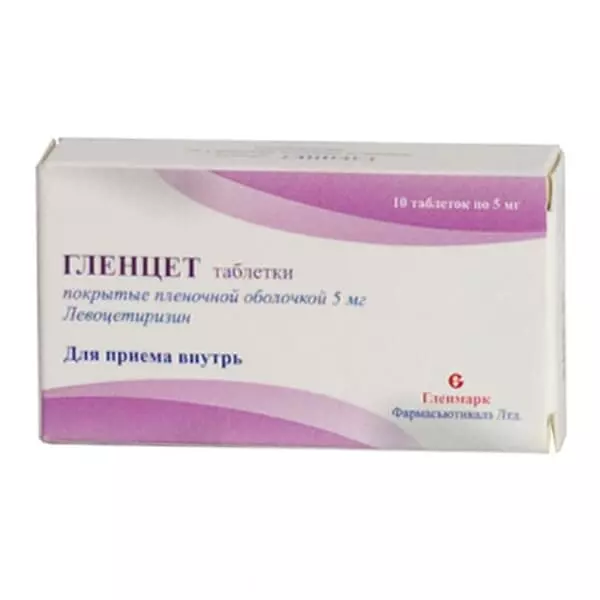 10 таблеток по 5 мг
ГЛЕНЦЕТ таблетки
покрытые пленочной оболочкой 5 мг
Левоцетиризин
Для приема внутрь
Гленмарк
Фармасьютикалз Лтд.